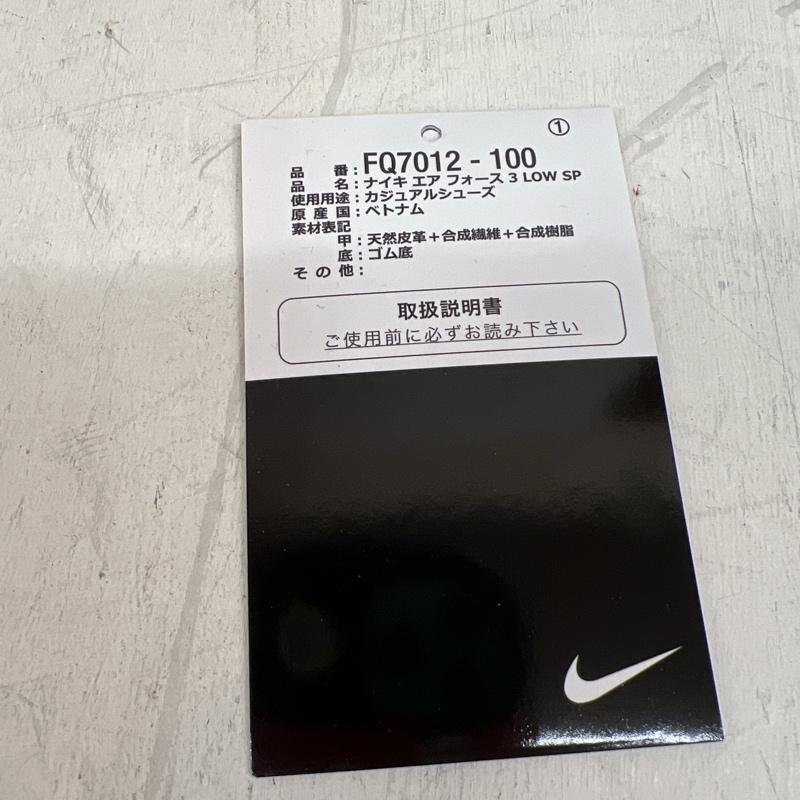 ①
品番：FQ7012 - 100
品名：ナイキ エア フォース 3 LOW SP
使用用途：カジュアルシューズ
原産国：ベトナム
素材表記
甲：天然皮革＋合成繊維＋合成樹脂
底：ゴム底
その他：
取扱説明書
ご使用前に必ずお読み下さい